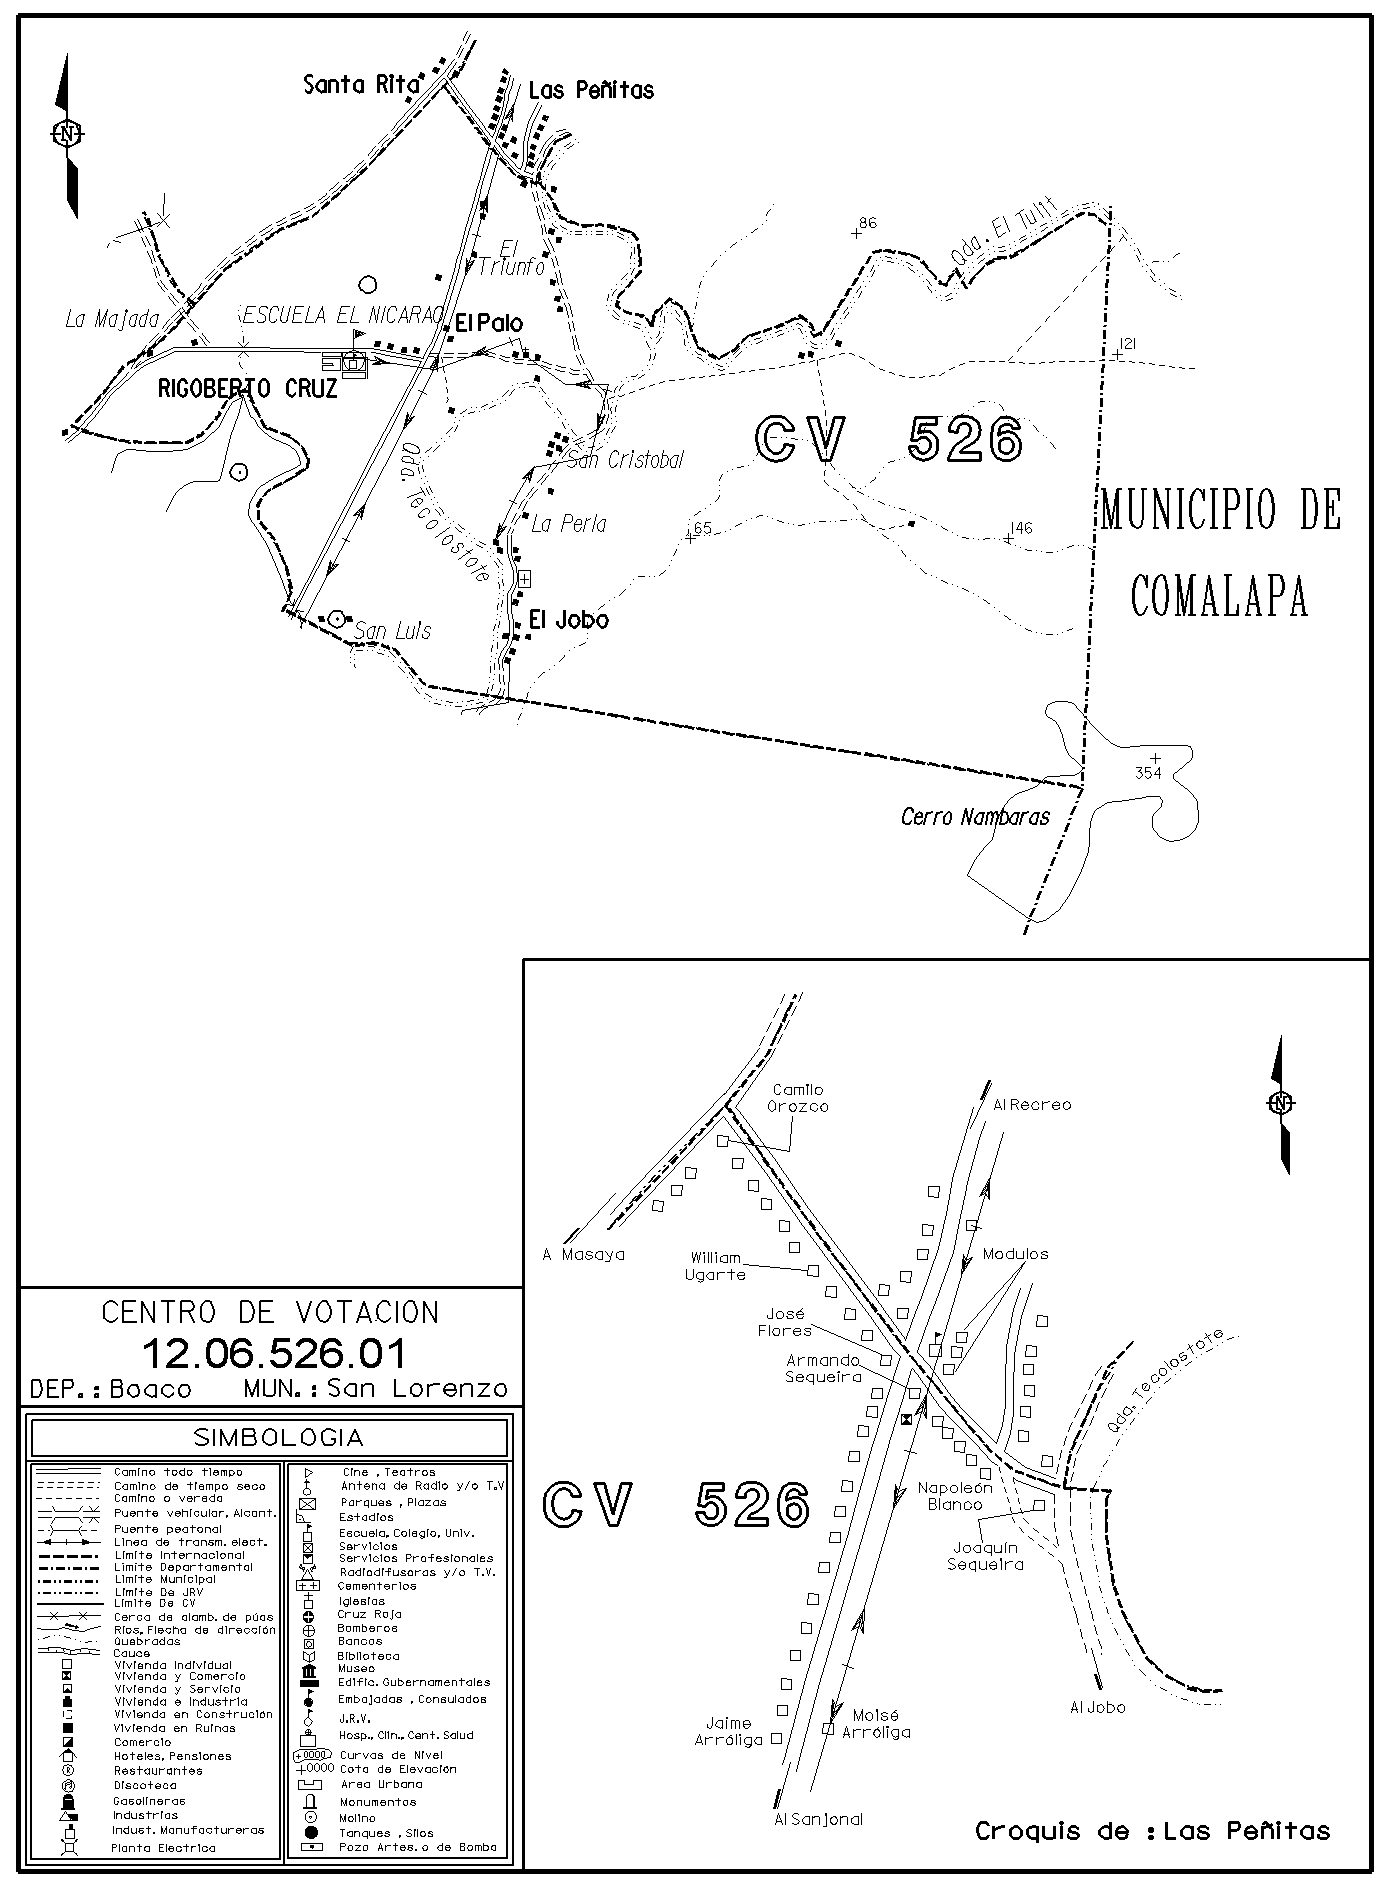 N
Santa Rita
Las Peñitas
86
Qda. El Tulit
El
Triunfo
La Majada
ESCUELA EL NICARAO
El Palo
121
RIGOBERTO CRUZ
CV 526
San Cristobal
Qda. Tecolostote
MUNICIPIO DE
COMALAPA
La Perla
65
146
El Jobo
San Luis
354
Cerro Nambaras
Camilo
Orozco
Al Recreo
N
A Masaya
William
Ugarte
Modulos
José
Flores
Armando
Sequeira
Qda. Tecolostote
CV 526
Napoleón
Blanco
Joaquín
Sequeira
Al Jobo
Jaime
Arróliga
Moisé
Arróliga
Al Sanjonal
Croquis de : Las Peñitas
CENTRO DE VOTACION
12.06.526.01
DEP.: Boaco MUN.: San Lorenzo
SIMBOLOGIA
Camino todo tiempo
Camino de tiempo seco
Camino o vereda
Puente vehicular, Alcant.
Puente peatonal
Linea de transm. elect.
Limite Internacional
Limite Departamental
Limite Municipal
Limite De JRV
Limite De CV
Cerca de alamb. de púas
Ríos, Flecha de dirección
Quebradas
Cauce
Vivienda Individual
Vivienda y Comercio
Vivienda y Servicio
Vivienda e Industria
Vivienda en Construción
Vivienda en Ruinas
Comercio
Hoteles, Pensiones
Restaurantes
Discoteca
Gasolineras
Industrias
Indust. Manufactureras
Planta Electrica
Cine , Teatros
Antena de Radio y/o T.V
Parques , Plazas
Estadios
Escuela, Colegio, Univ.
Servicios
Servicios Profesionales
Radiodifusoras y/o T.V.
Cementerios
Iglesias
Cruz Roja
Bomberos
Bancos
Biblioteca
Museo
Edific. Gubernamentales
Embajadas , Consulados
J.R.V.
Hosp., Clin., Cent. Salud
+0000 Curvas de Nivel
+0000 Cota de Elevación
Area Urbana
Monumentos
Molino
Tanques , Silos
Pozo Artes. o de Bomba